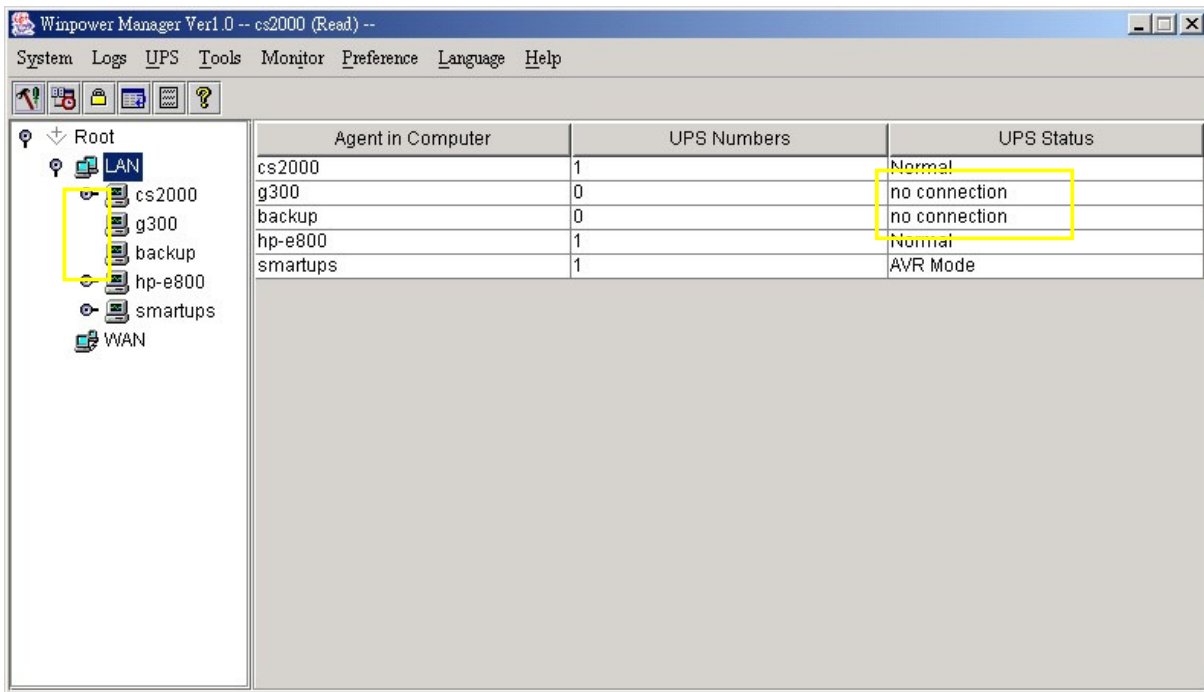 Winpower Manager Ver1.0 -- cs2000 (Read) --
System Logs UPS Tools Monitor Preference Language Help
Root
LAN
cs2000
g300
backup
hp-e800
smartups
WAN
Agent in Computer UPS Numbers UPS Status
cs2000 1 Normal
g300 0 no connection
backup 0 no connection
hp-e800 1 Normal
smartups 1 AVR Mode